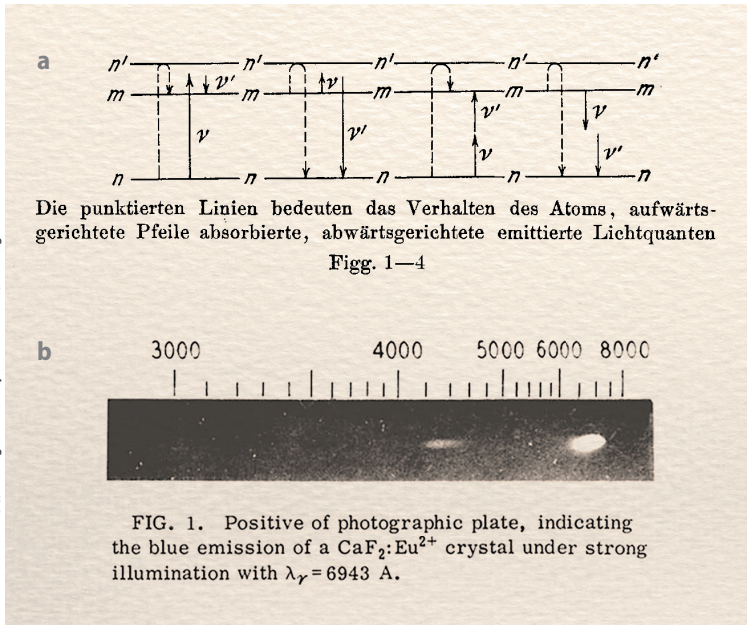 a
n' n' n' n' n'
ν' ν
m m m m m
ν ν' ν' ν ν ν'
n n n n n
Die punktierten Linien bedeuten das Verhalten des Atoms, aufwärts-
gerichtete Pfeile absorbierte, abwärtsgerichtete emittierte Lichtquanten
Figg. 1—4
b
3000 4000 5000 6000 8000
FIG. 1. Positive of photographic plate, indicating
the blue emission of a CaF₂:Eu²⁺ crystal under strong
illumination with λᵣ = 6943 A.